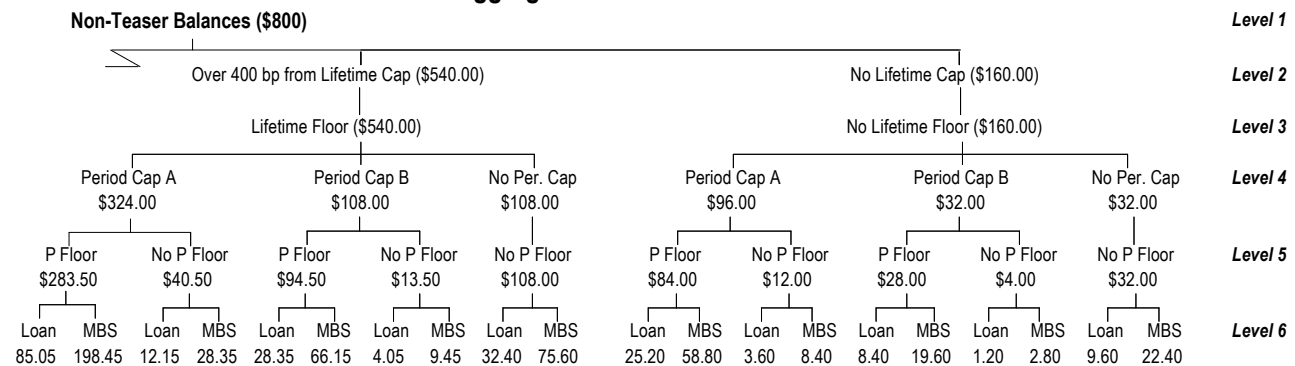 Non-Teaser Balances ($800) Level 1
Over 400 bp from Lifetime Cap ($540.00) No Lifetime Cap ($160.00) Level 2
Lifetime Floor ($540.00) No Lifetime Floor ($160.00) Level 3
Period Cap A Period Cap B No Per. Cap Period Cap A Period Cap B No Per. Cap Level 4
$324.00 $108.00 $108.00 $96.00 $32.00 $32.00
P Floor No P Floor P Floor No P Floor No P Floor P Floor No P Floor P Floor No P Floor No P Floor Level 5
$283.50 $40.50 $94.50 $13.50 $108.00 $84.00 $12.00 $28.00 $4.00 $32.00
Loan MBS Loan MBS Loan MBS Loan MBS Loan MBS Loan MBS Loan MBS Loan MBS Loan MBS Loan MBS Level 6
85.05 198.45 12.15 28.35 28.35 66.15 4.05 9.45 32.40 75.60 25.20 58.80 3.60 8.40 8.40 19.60 1.20 2.80 9.60 22.40